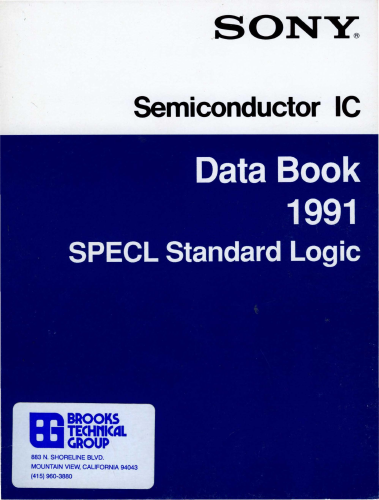 SONY®
Semiconductor IC
Data Book
1991
SPECL Standard Logic
BTG
BROOKS
TECHNICAL
GROUP
883 N. SHORELINE BLVD.
MOUNTAIN VIEW, CALIFORNIA 94043
(415) 960-3880